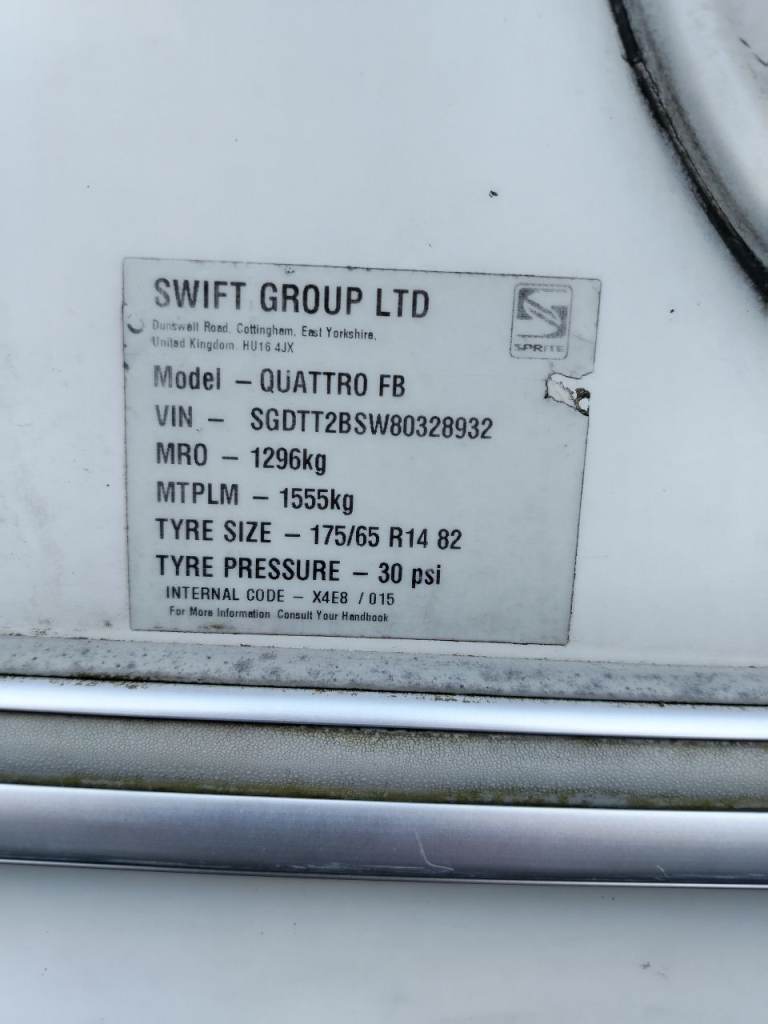 SWIFT GROUP LTD
Dunswell Road, Cottingham, East Yorkshire,
United Kingdom. HU16 4JX
SPRITE
Model – QUATTRO FB
VIN – SGDTT2BSW80328932
MRO – 1296kg
MTPLM – 1555kg
TYRE SIZE – 175/65 R14 82
TYRE PRESSURE – 30 psi
INTERNAL CODE – X4E8 / 015
For More Information Consult Your Handbook